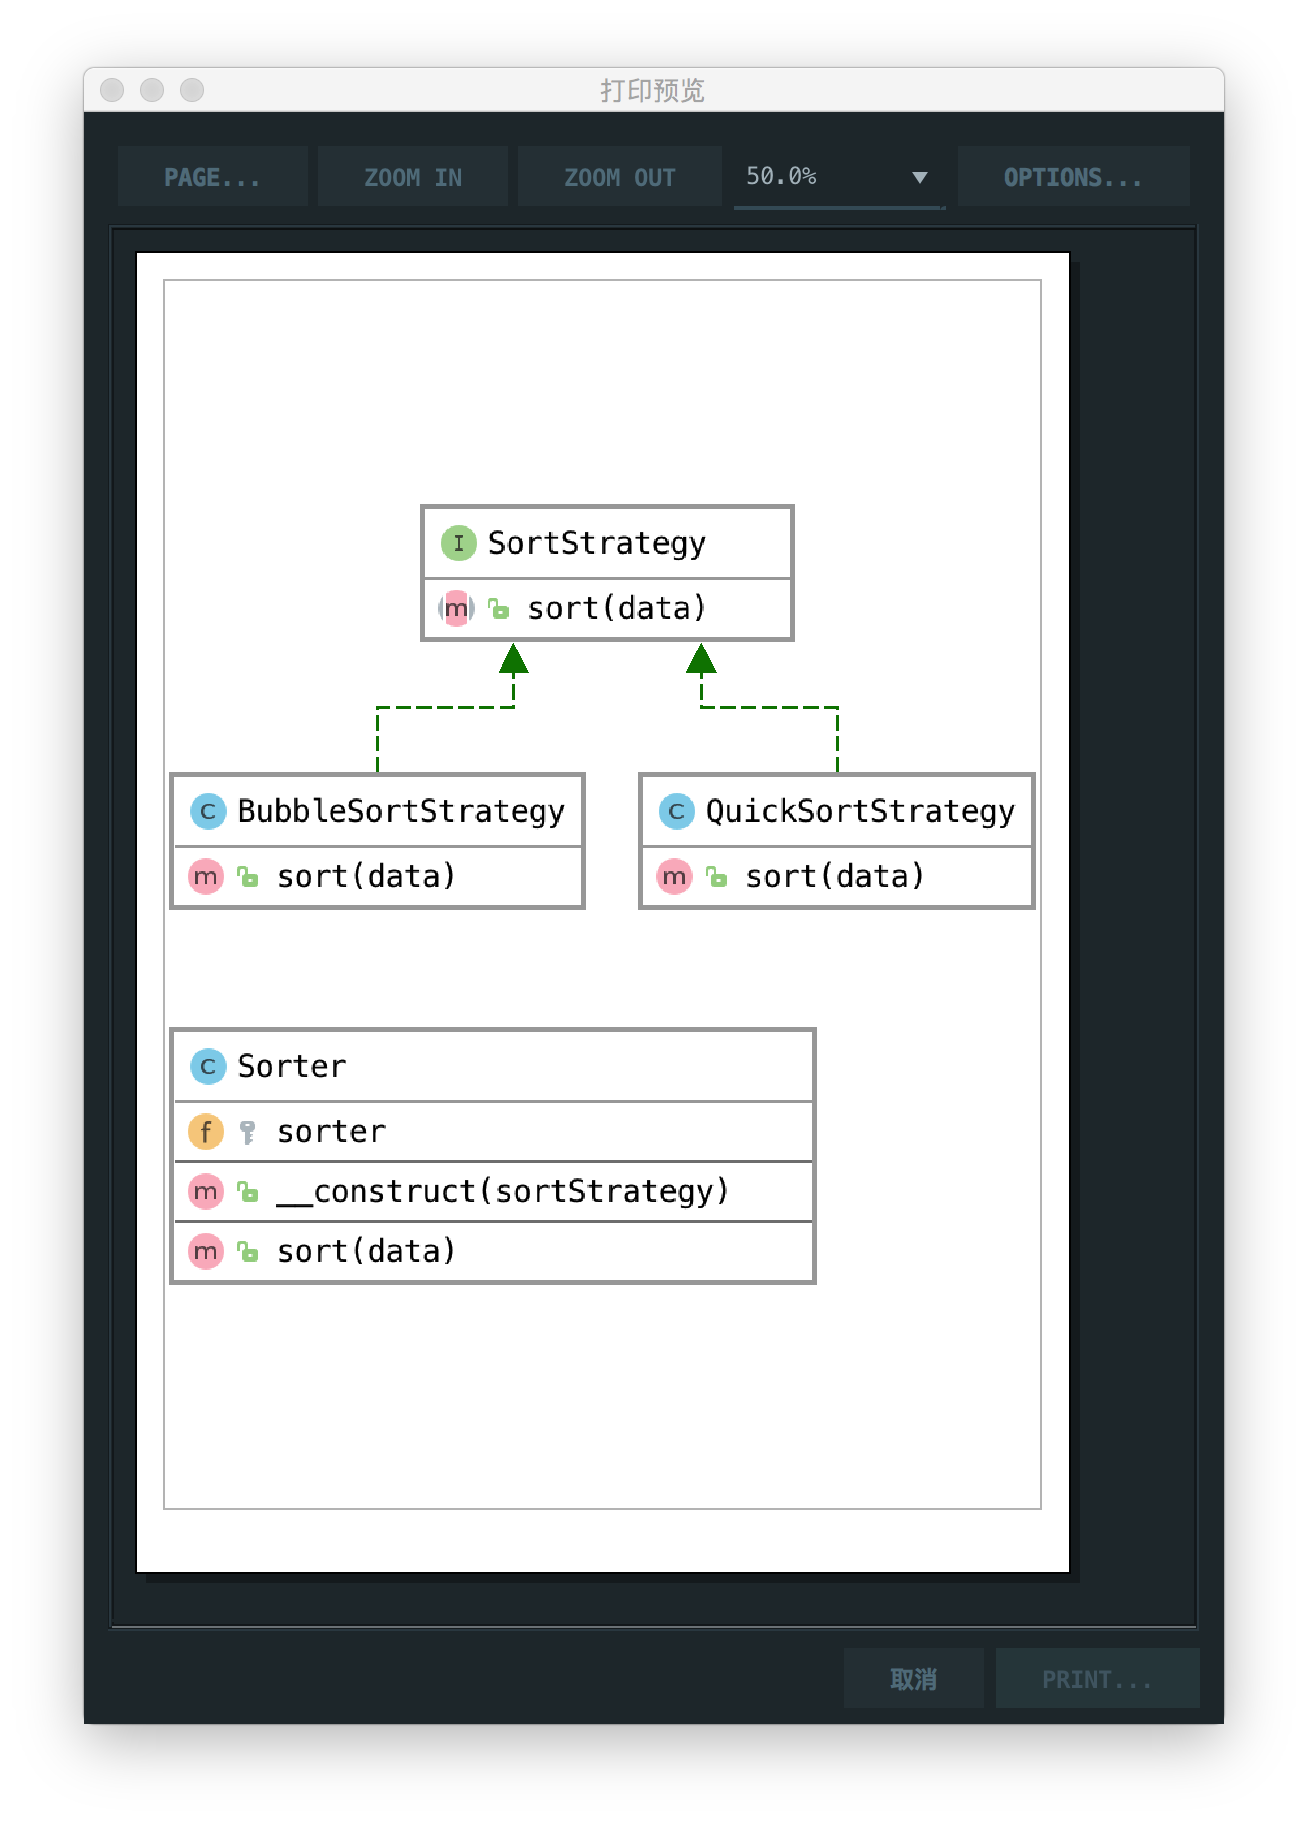 打印预览
PAGE... ZOOM IN ZOOM OUT 50.0% OPTIONS...
I SortStrategy
m sort(data)
C BubbleSortStrategy
m sort(data)
C QuickSortStrategy
m sort(data)
C Sorter
f sorter
m __construct(sortStrategy)
m sort(data)
取消 PRINT...